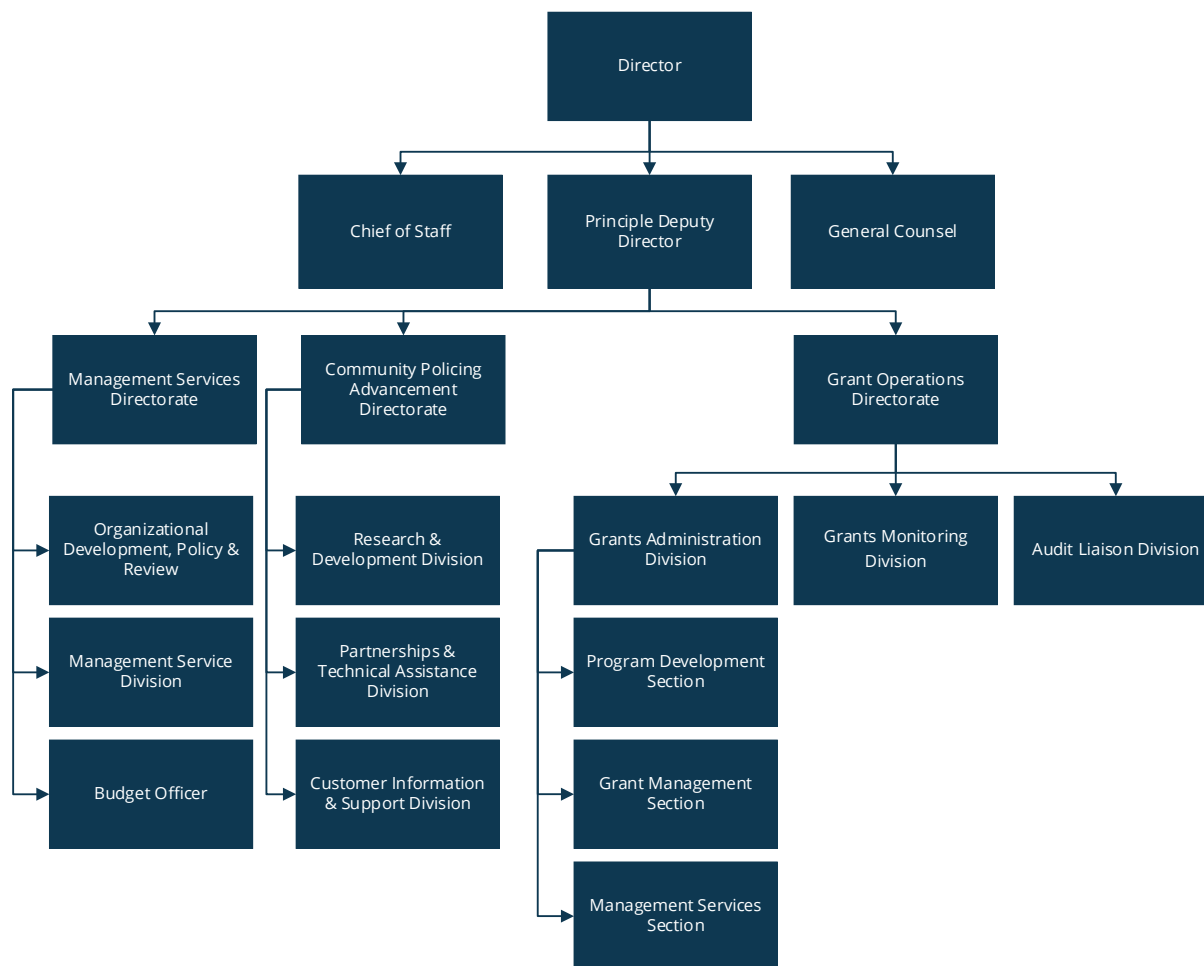 Director
Chief of Staff
Principle Deputy
Director
General Counsel
Management Services
Directorate
Community Policing
Advancement
Directorate
Grant Operations
Directorate
Organizational
Development, Policy &
Review
Research &
Development Division
Grants Administration
Division
Grants Monitoring
Division
Audit Liaison Division
Management Service
Division
Partnerships &
Technical Assistance
Division
Program Development
Section
Budget Officer
Customer Information
& Support Division
Grant Management
Section
Management Services
Section